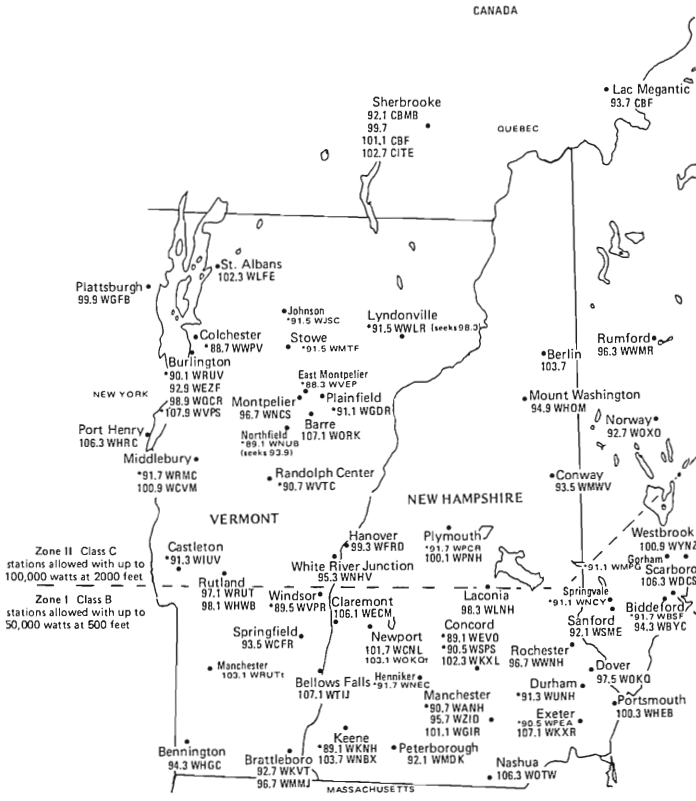 CANADA
Lac Megantic
93.7 CBF
Sherbrooke
92.1 CBMB
99.7
101.1 CBF
102.7 CITE
QUEBEC
St. Albans
102.3 WLFE
Plattsburgh
99.9 WGFB
Johnson
*91.5 WJSC
Lyndonville
*91.5 WWLR (seeks 98.3)
Colchester
*88.7 WWPV
Stowe
*91.5 WMTF
Rumford
96.3 WWMR
Berlin
103.7
Burlington
*90.1 WRUV
92.9 WEZF
98.9 WQCR
*107.9 WVPS
East Montpelier
*88.3 WVEP
NEW YORK
Montpelier
96.7 WNCS
Plainfield
*91.1 WGDR
Mount Washington
94.9 WHOM
Barre
107.1 WORK
Norway
92.7 WOXO
Port Henry
106.3 WHRC
Northfield
*89.1 WNUB
(seeks 93.9)
Middlebury
*91.7 WRMC
100.9 WCVM
Randolph Center
*90.7 WVTC
Conway
93.5 WMWV
NEW HAMPSHIRE
VERMONT
Hanover
99.3 WFRD
Plymouth
*91.7 WPCR
100.1 WPNH
Westbrook
100.9 WYNZ
Zone II Class C
stations allowed with up to
100,000 watts at 2000 feet
Castleton
*91.3 WIUV
White River Junction
95.3 WNHV
Gorham
*91.1 WMPG
Scarboro
106.3 WDCS
Rutland
97.1 WRUT
98.1 WHWB
Zone I Class B
stations allowed with up to
50,000 watts at 500 feet
Windsor
*89.5 WVPR
Claremont
106.1 WECM
Laconia
98.3 WLNH
Springvale
*91.1 WNCY
Biddeford
*91.7 WBSF
94.3 WBYC
Sanford
92.1 WSME
Springfield
93.5 WCFR
Newport
101.7 WCNL
103.1 WOKQt
Concord
*89.1 WEVO
*90.5 WSPS
102.3 WKXL
Rochester
96.7 WWNH
Manchester
103.1 WRUTt
Dover
97.5 WOKQ
Bellows Falls
107.1 WTIJ
Henniker
*91.7 WNEC
Durham
*91.3 WUNH
Manchester
*90.7 WANH
95.7 WZID
101.1 WGIR
Portsmouth
100.3 WHEB
Exeter
*90.5 WPEA
107.1 WKXR
Keene
*89.1 WKNH
103.7 WNBX
Peterborough
92.1 WMDK
Bennington
94.3 WHGC
Brattleboro
92.7 WKVT
96.7 WMMJ
Nashua
106.3 WOTW
MASSACHUSETTS